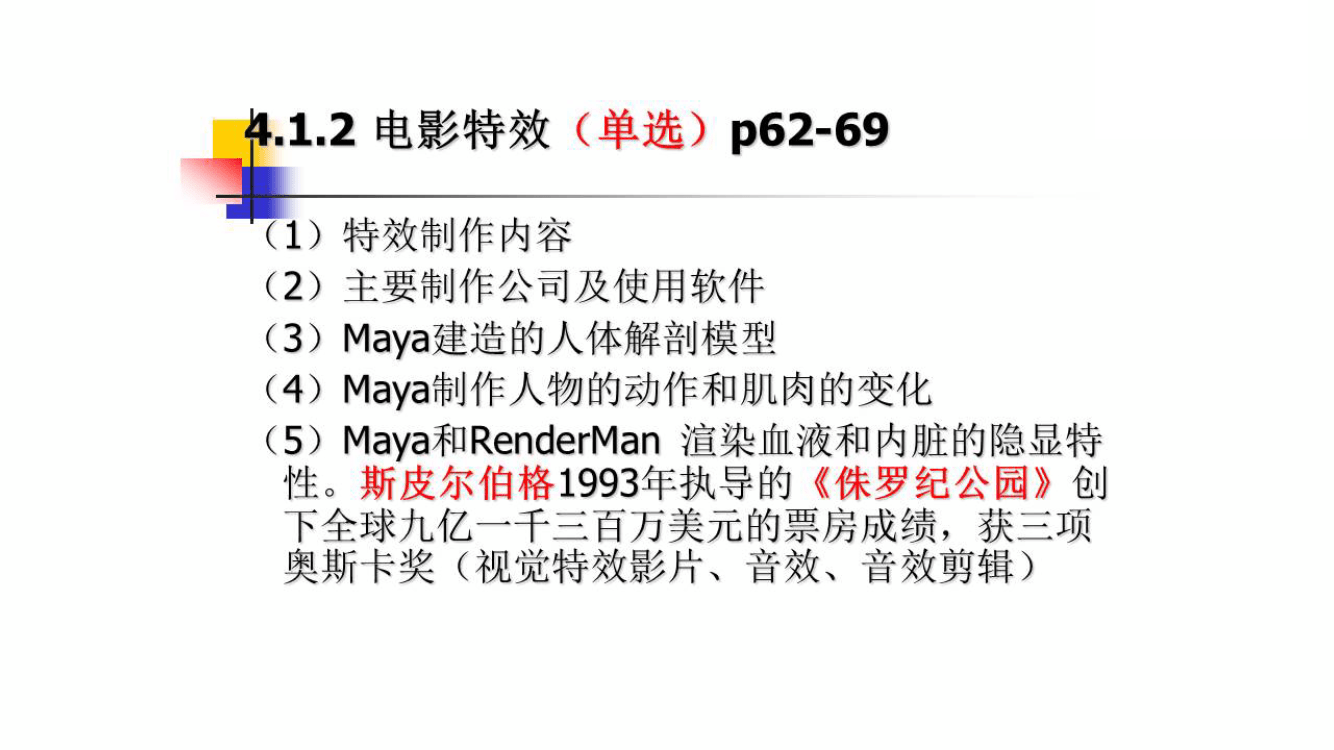 4.1.2 电影特效（单选）p62-69
（1）特效制作内容
（2）主要制作公司及使用软件
（3）Maya建造的人体解剖模型
（4）Maya制作人物的动作和肌肉的变化
（5）Maya和RenderMan 渲染血液和内脏的隐显特
性。斯皮尔伯格1993年执导的《侏罗纪公园》创
下全球九亿一千三百万美元的票房成绩，获三项
奥斯卡奖（视觉特效影片、音效、音效剪辑）